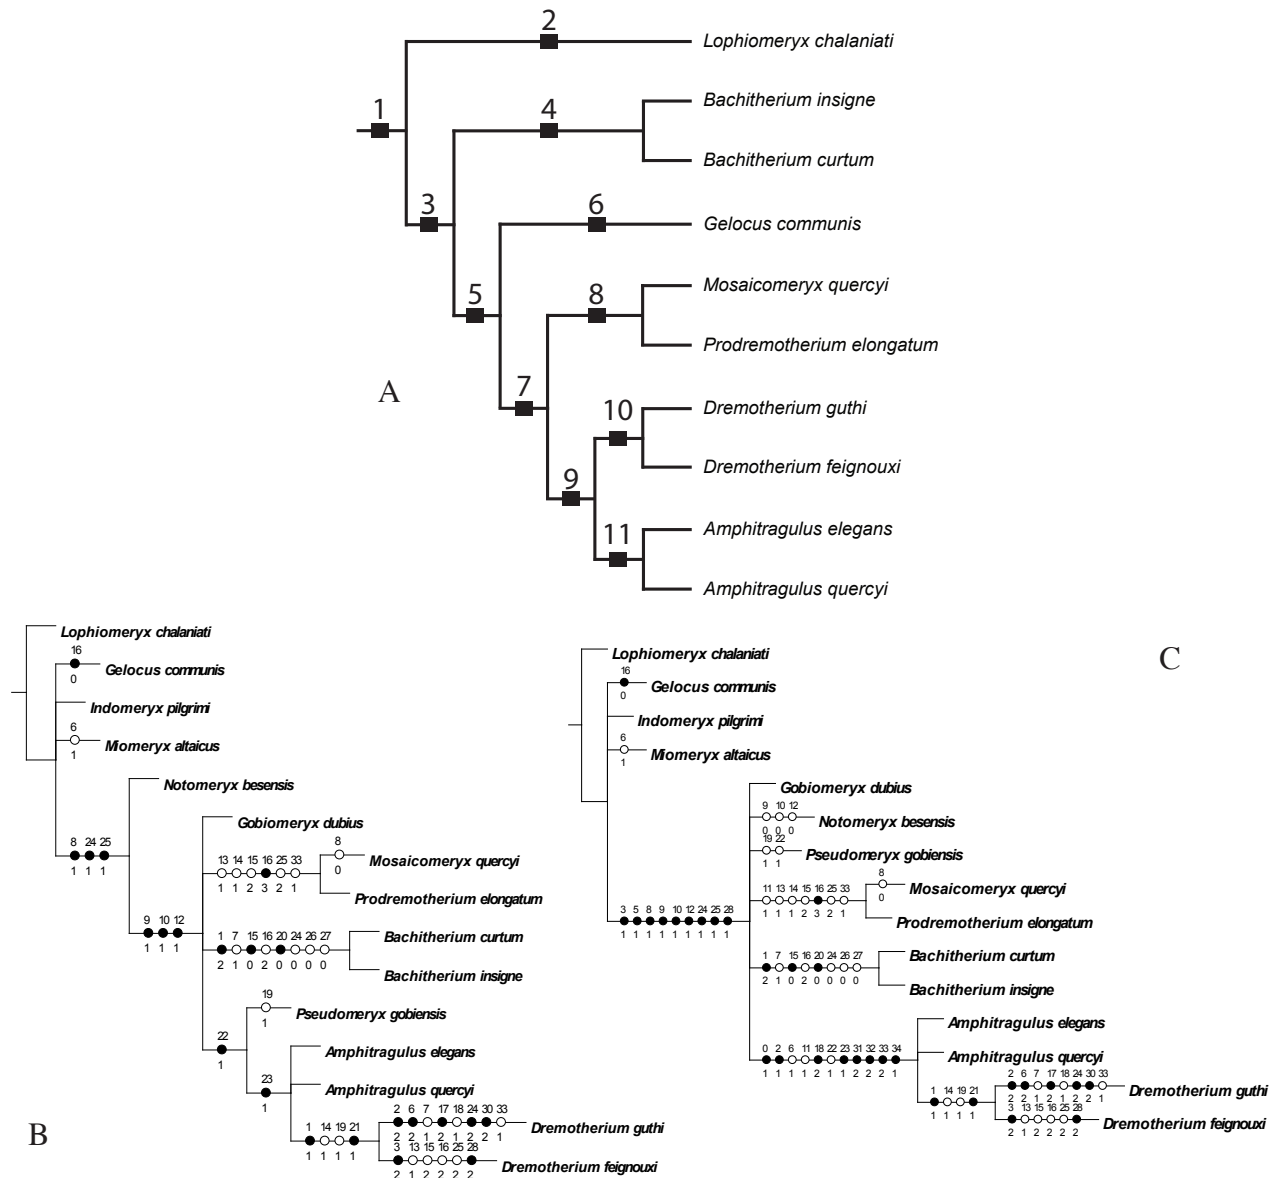 2
Lophiomeryx chalaniati
Bachitherium insigne
1
4
Bachitherium curtum
3
6
Gelocus communis
Mosaicomeryx quercyi
5
8
Prodremotherium elongatum
A
7
10
Dremotherium guthi
Dremotherium feignouxi
9
11
Amphitragulus elegans
Amphitragulus quercyi
B
Lophiomeryx chalaniati
16
0
Gelocus communis
Indomeryx pilgrimi
6
1
Miomeryx altaicus
Notomeryx besensis
8 24 25
1 1 1
Gobiomeryx dubius
9 10 12
1 1 1
13 14 15 16 25 33
1 1 2 3 2 1
8
0
Mosaicomeryx quercyi
Prodremotherium elongatum
1 7 15 16 20 24 26 27
2 1 0 2 0 0 0 0
Bachitherium curtum
Bachitherium insigne
22
1
19
1
Pseudomeryx gobiensis
23
1
Amphitragulus elegans
Amphitragulus quercyi
1 14 19 21
1 1 1 1
2 6 7 17 18 24 30 33
2 2 1 2 1 2 2 1
Dremotherium guthi
3 13 15 16 25 28
2 1 2 2 2 2
Dremotherium feignouxi
C
Lophiomeryx chalaniati
16
0
Gelocus communis
Indomeryx pilgrimi
6
1
Miomeryx altaicus
3 5 8 9 10 12 24 25 28
1 1 1 1 1 1 1 1 1
Gobiomeryx dubius
9 10 12
0 0 0
Notomeryx besensis
19 22
1 1
Pseudomeryx gobiensis
11 13 14 15 16 25 33
1 1 1 2 3 2 1
8
0
Mosaicomeryx quercyi
Prodremotherium elongatum
1 7 15 16 20 24 26 27
2 1 0 2 0 0 0 0
Bachitherium curtum
Bachitherium insigne
0 2 6 11 18 22 23 31 32 33 34
1 1 1 1 2 1 1 2 2 2 1
Amphitragulus elegans
Amphitragulus quercyi
1 14 19 21
1 1 1 1
2 6 7 17 18 24 30 33
2 2 1 2 1 2 2 1
Dremotherium guthi
3 13 15 16 25 28
2 1 2 2 2 2
Dremotherium feignouxi